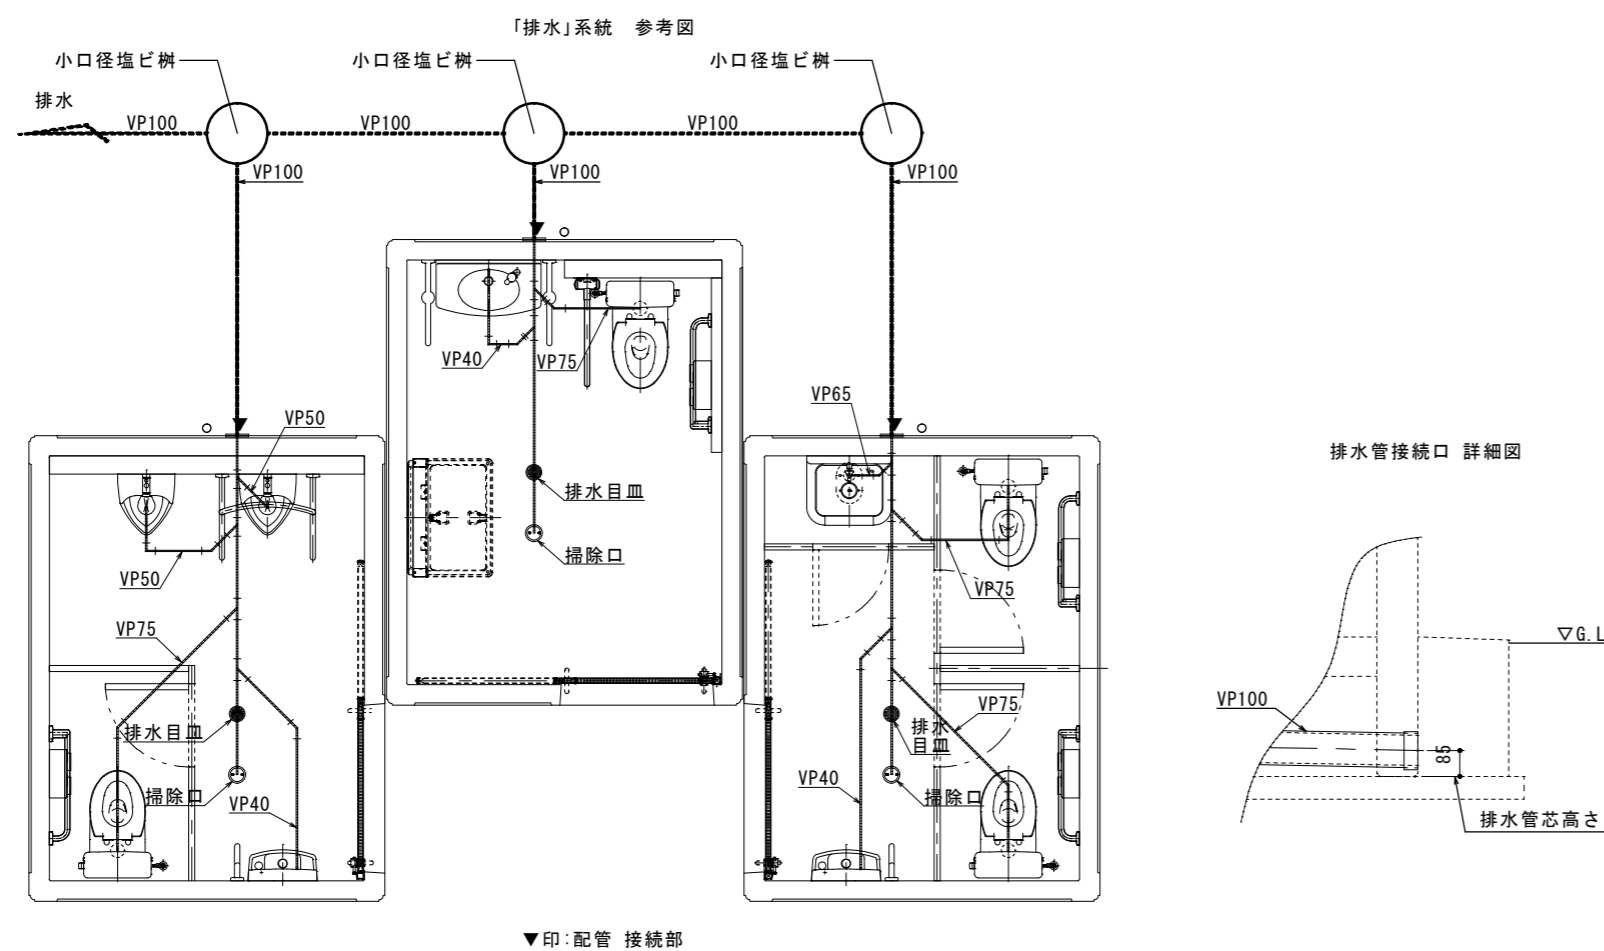 「排水」系統 参考図
小口径塩ビ桝
小口径塩ビ桝
小口径塩ビ桝
排水
VP100
VP100
VP100
VP100
VP100
VP100
VP40
VP75
VP50
VP65
排水目皿
掃除口
VP50
VP75
VP75
排水目皿
掃除口
VP40
VP75
排水
目皿
VP40
掃除口
排水管接続口 詳細図
▽G.L
VP100
85
排水管芯高さ
▼印:配管 接続部